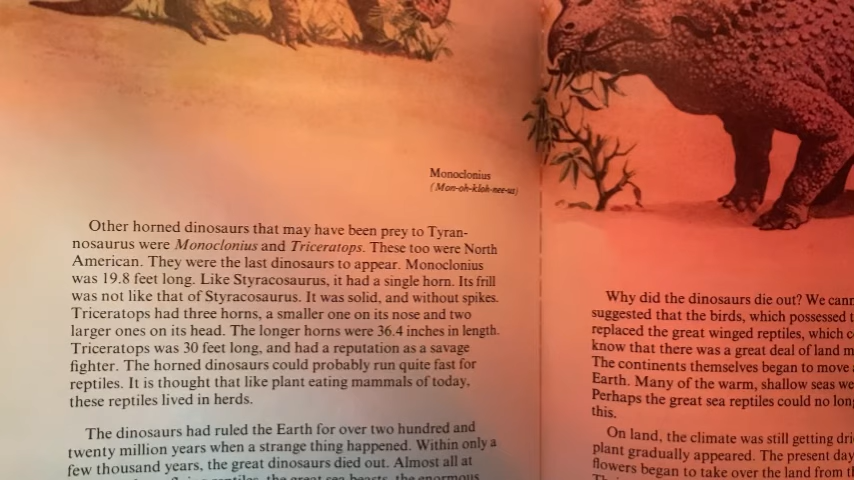 Monoclonius
(Mon-oh-kloh-nee-us)
Other horned dinosaurs that may have been prey to Tyran-
nosaurus were Monoclonius and Triceratops. These too were North
American. They were the last dinosaurs to appear. Monoclonius
was 19.8 feet long. Like Styracosaurus, it had a single horn. Its frill
was not like that of Styracosaurus. It was solid, and without spikes.
Triceratops had three horns, a smaller one on its nose and two
larger ones on its head. The longer horns were 36.4 inches in length.
Triceratops was 30 feet long, and had a reputation as a savage
fighter. The horned dinosaurs could probably run quite fast for
reptiles. It is thought that like plant eating mammals of today,
these reptiles lived in herds.
The dinosaurs had ruled the Earth for over two hundred and
twenty million years when a strange thing happened. Within only a
few thousand years, the great dinosaurs died out. Almost all at
reptiles, the great sea beasts, the enormous
Why did the dinosaurs die out? We
suggested that the birds, which possessed
replaced the great winged reptiles, which
know that there was a great deal of land
The continents themselves began to move
Earth. Many of the warm, shallow seas
Perhaps the great sea reptiles could no
this.
On land, the climate was still getting
plant gradually appeared. The present day
flowers began to take over the land from